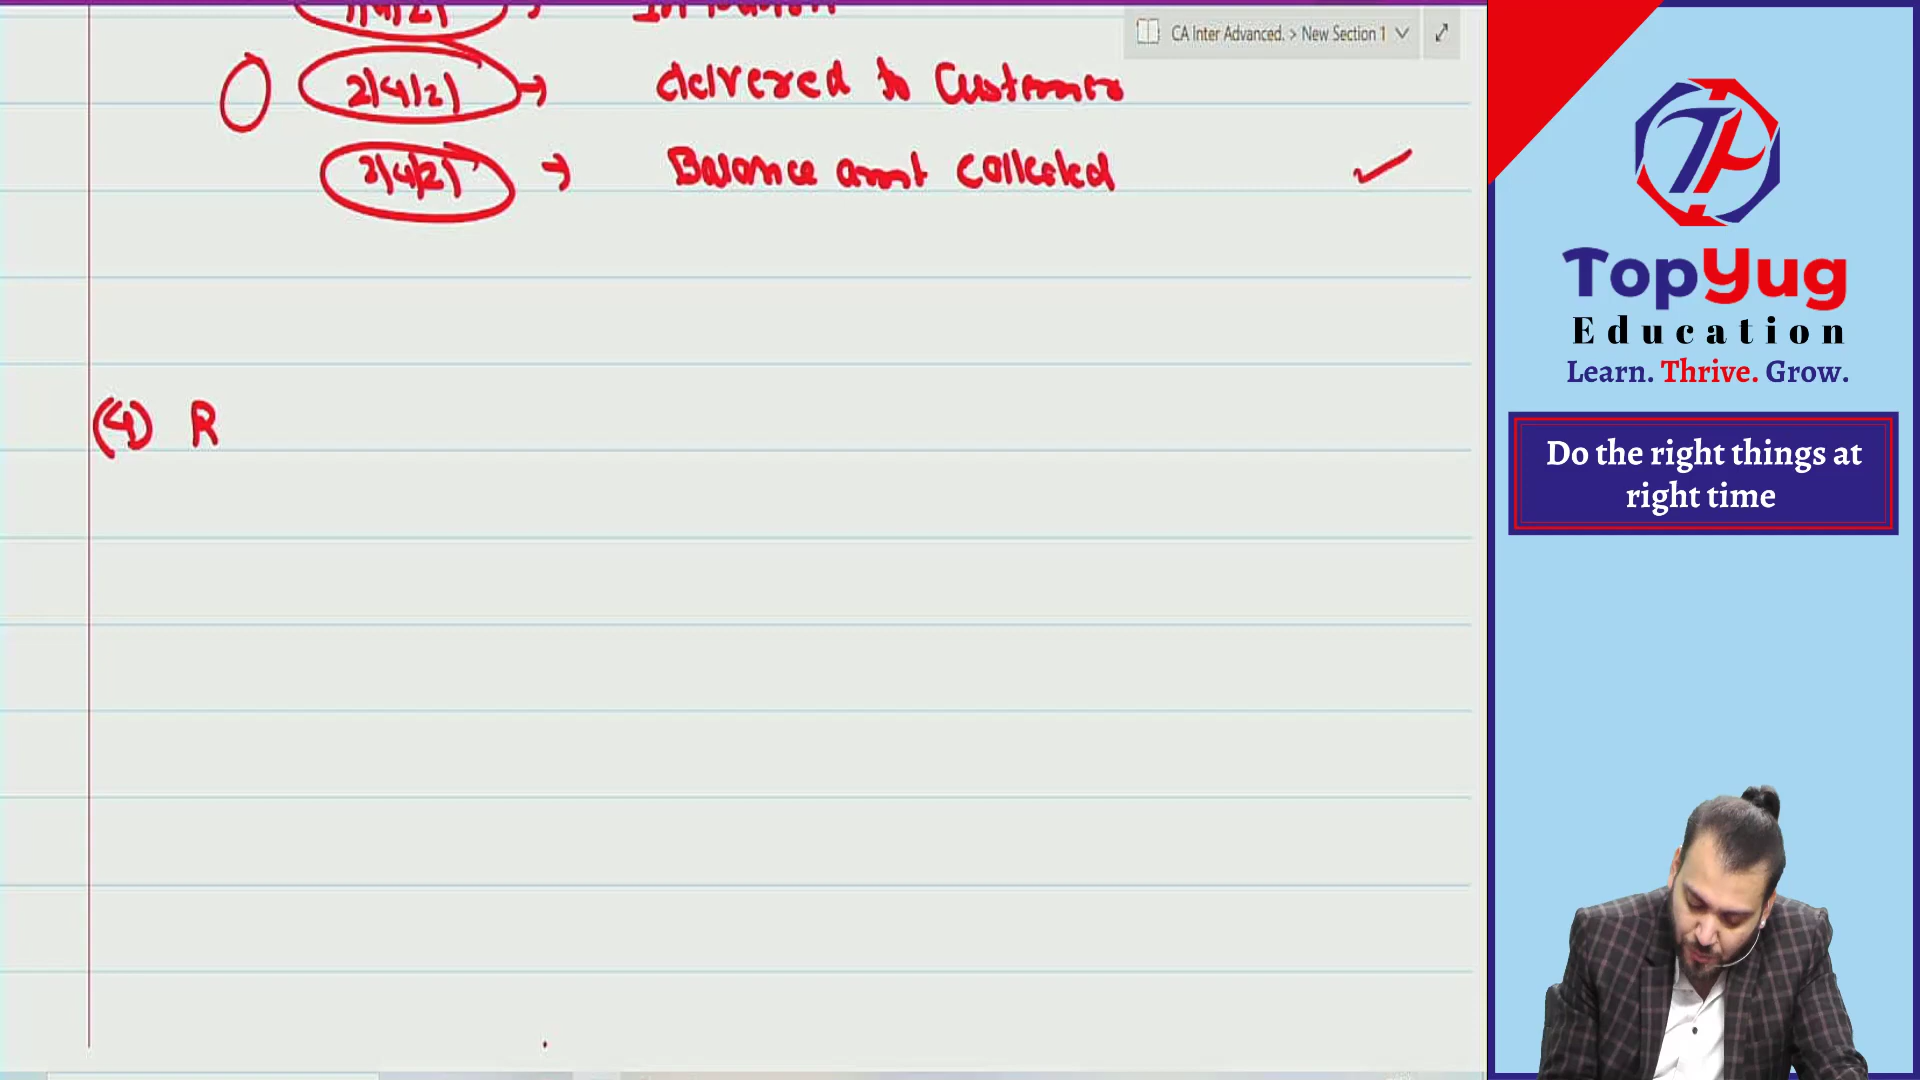 CA Inter Advanced. > New Section 1
2/4/21 → delivered to Customer
2/4/21 → Balance amt collected ✓
(4) R
TopYug
Education
Learn. Thrive. Grow.
Do the right things at
right time